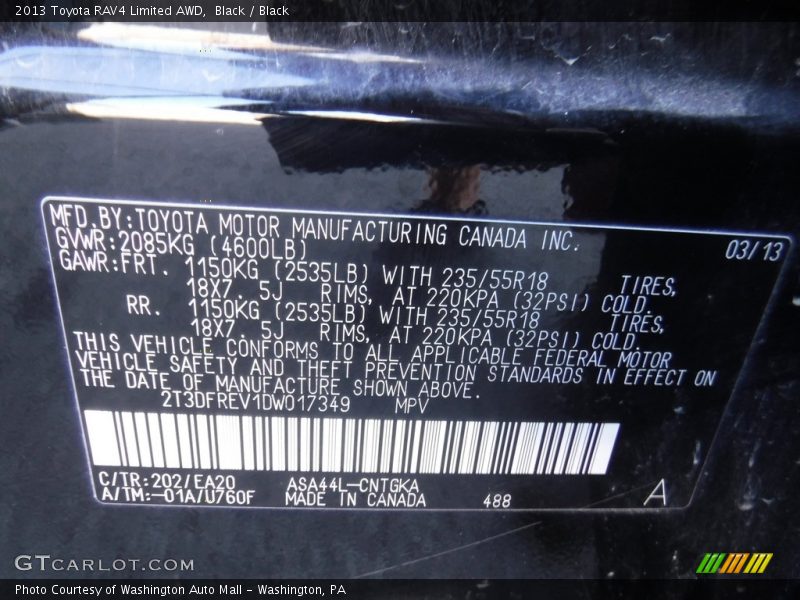 2013 Toyota RAV4 Limited AWD,  Black / Black
MFD.BY:TOYOTA MOTOR MANUFACTURING CANADA INC.
03/13
GVWR:2085KG (4600LB)
GAWR:FRT. 1150KG (2535LB) WITH 235/55R18 TIRES,
18X7. 5J RIMS, AT 220KPA (32PSI) COLD.
RR. 1150KG (2535LB) WITH 235/55R18 TIRES,
18X7. 5J RIMS, AT 220KPA (32PSI) COLD.
THIS VEHICLE CONFORMS TO ALL APPLICABLE FEDERAL MOTOR
VEHICLE SAFETY AND THEFT PREVENTION STANDARDS IN EFFECT ON
THE DATE OF MANUFACTURE SHOWN ABOVE.
2T3DFREV1DW017349 MPV
C/TR:202/EA20 ASA44L-CNTGKA
A/TM:-01A/U760F MADE IN CANADA 488 A
GTCARLOT.COM
Photo Courtesy of Washington Auto Mall - Washington, PA